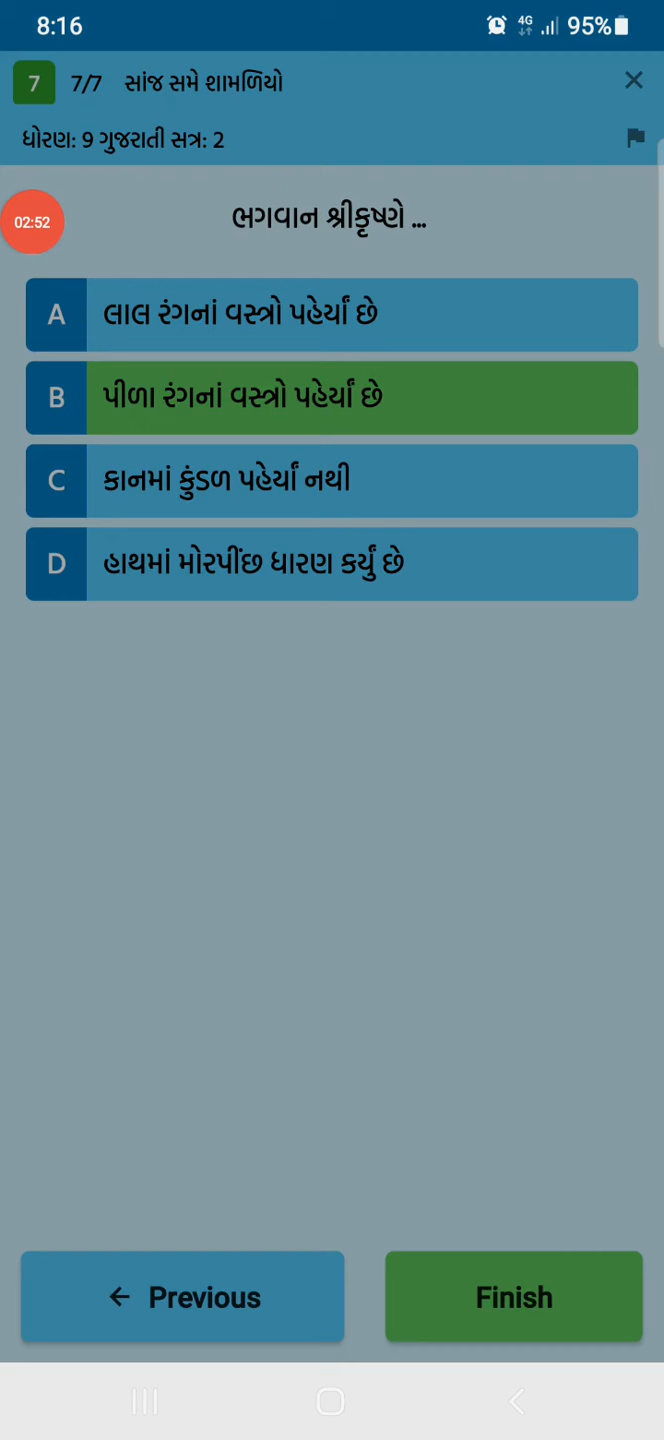 8:16
4G
95%
7
7/7 સાંજ સમે શામળિયો
ધોરણ: 9 ગુજરાતી સત્ર: 2
02:52
ભગવાન શ્રીકૃષ્ણે ...
A લાલ રંગનાં વસ્ત્રો પહેર્યાં છે
B પીળા રંગનાં વસ્ત્રો પહેર્યાં છે
C કાનમાં કુંડળ પહેર્યાં નથી
D હાથમાં મોરપીંછ ધારણ કર્યું છે
← Previous
Finish